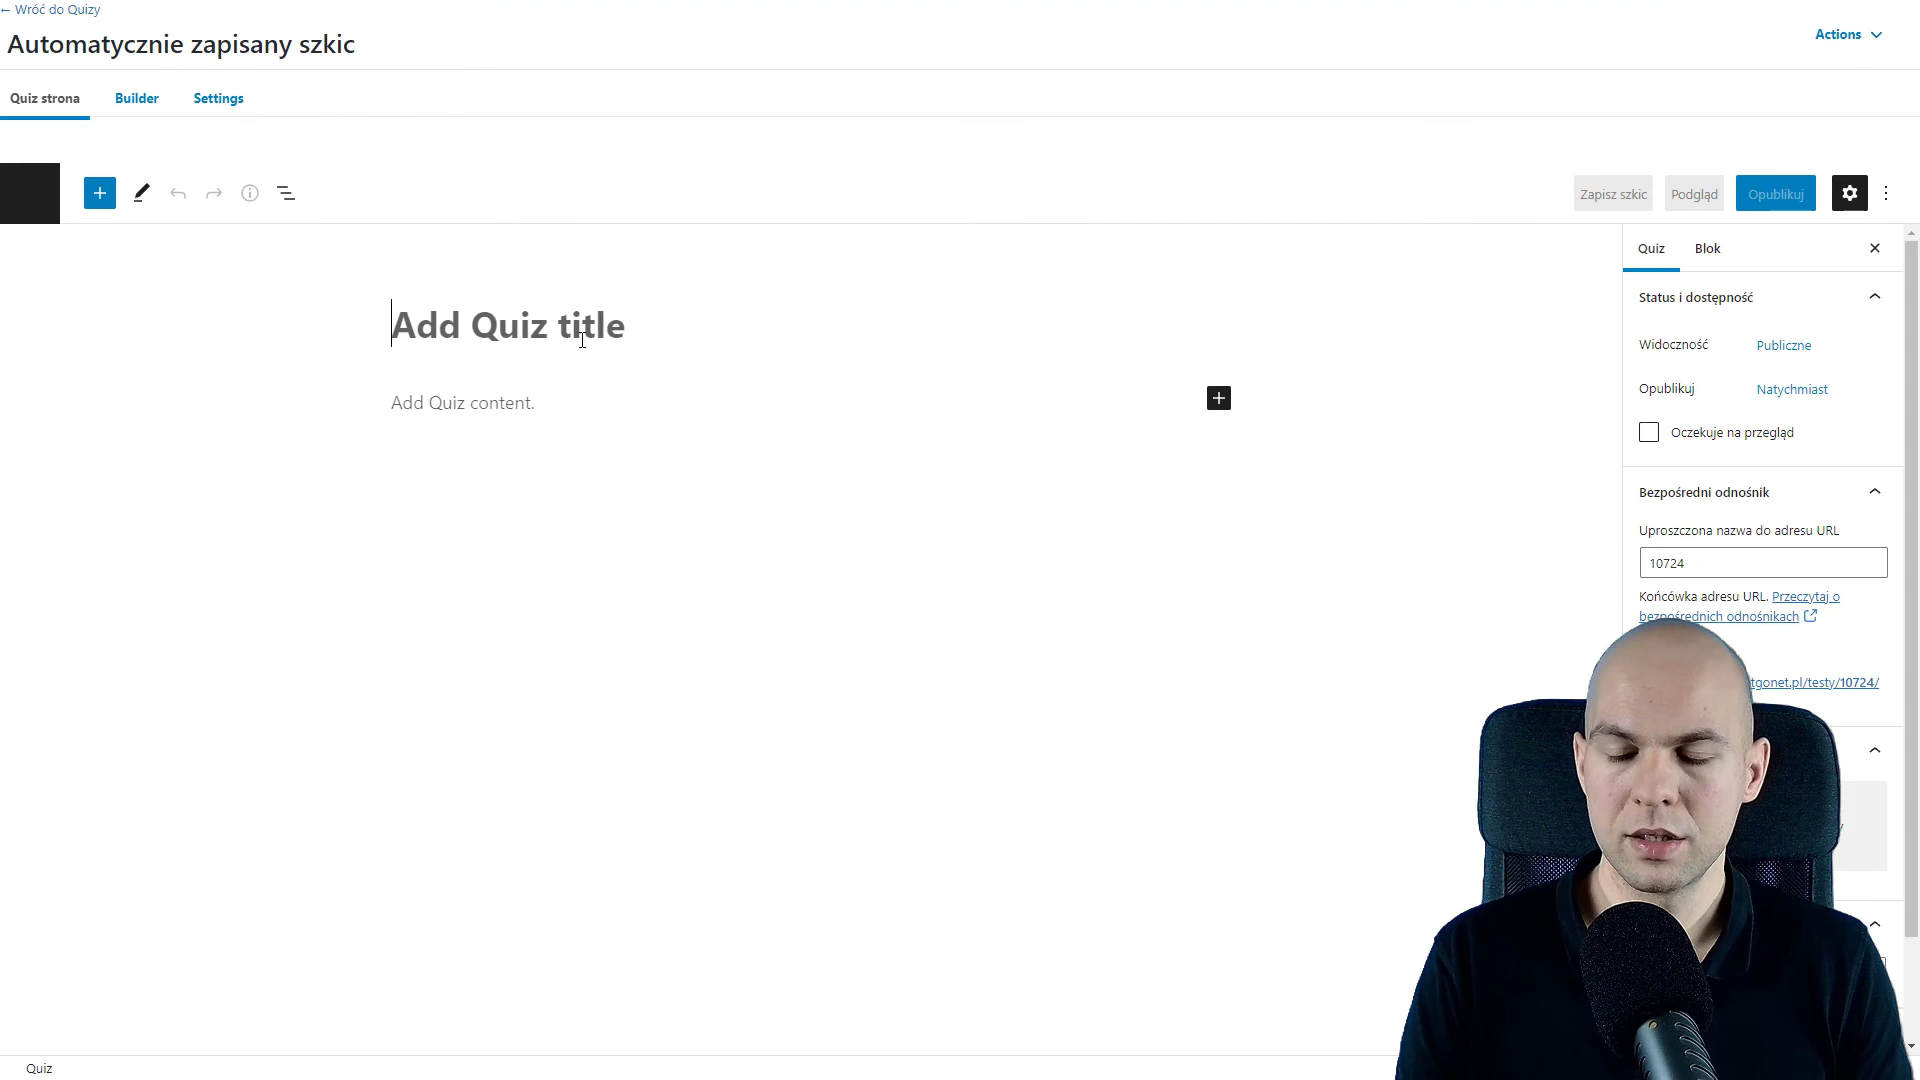 ← Wróć do Quizy
Automatycznie zapisany szkic
Actions
Quiz strona
Builder
Settings
Zapisz szkic
Podgląd
Opublikuj
Quiz
Blok
Add Quiz title
Add Quiz content.
Status i dostępność
Widoczność
Publiczne
Opublikuj
Natychmiast
Oczekuje na przegląd
Bezpośredni odnośnik
Uproszczona nazwa do adresu URL
10724
Końcówka adresu URL. Przeczytaj o
bezpośrednich odnośnikach
tgonet.pl/testy/10724/
Quiz